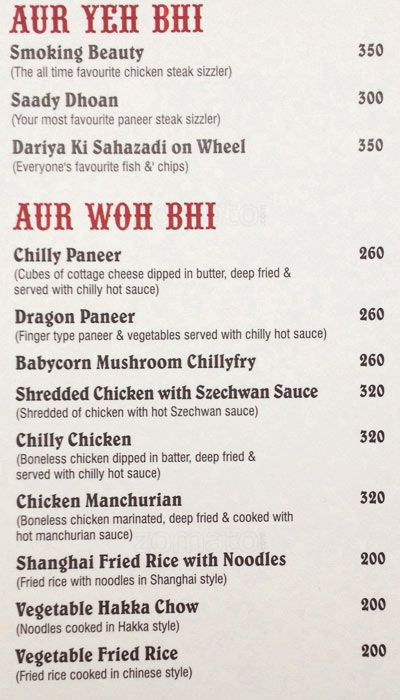 AUR YEH BHI
Smoking Beauty 350
(The all time favourite chicken steak sizzler)
Saady Dhoan 300
(Your most favourite paneer steak sizzler)
Dariya Ki Sahazadi on Wheel 350
(Everyone's favourite fish &' chips)
AUR WOH BHI
Chilly Paneer 260
(Cubes of cottage cheese dipped in butter, deep fried &
served with chilly hot sauce)
Dragon Paneer 260
(Finger type paneer & vegetables served with chilly hot sauce)
Babycorn Mushroom Chillyfry 260
Shredded Chicken with Szechwan Sauce 320
(Shredded of chicken with hot Szechwan sauce)
Chilly Chicken 320
(Boneless chicken dipped in batter, deep fried &
served with chilly hot sauce)
Chicken Manchurian 320
(Boneless chicken marinated, deep fried & cooked with
hot manchurian sauce)
zomato
Shanghai Fried Rice with Noodles 200
(Fried rice with noodles in Shanghai style)
Vegetable Hakka Chow 200
(Noodles cooked in Hakka style)
Vegetable Fried Rice 200
(Fried rice cooked in chinese style)